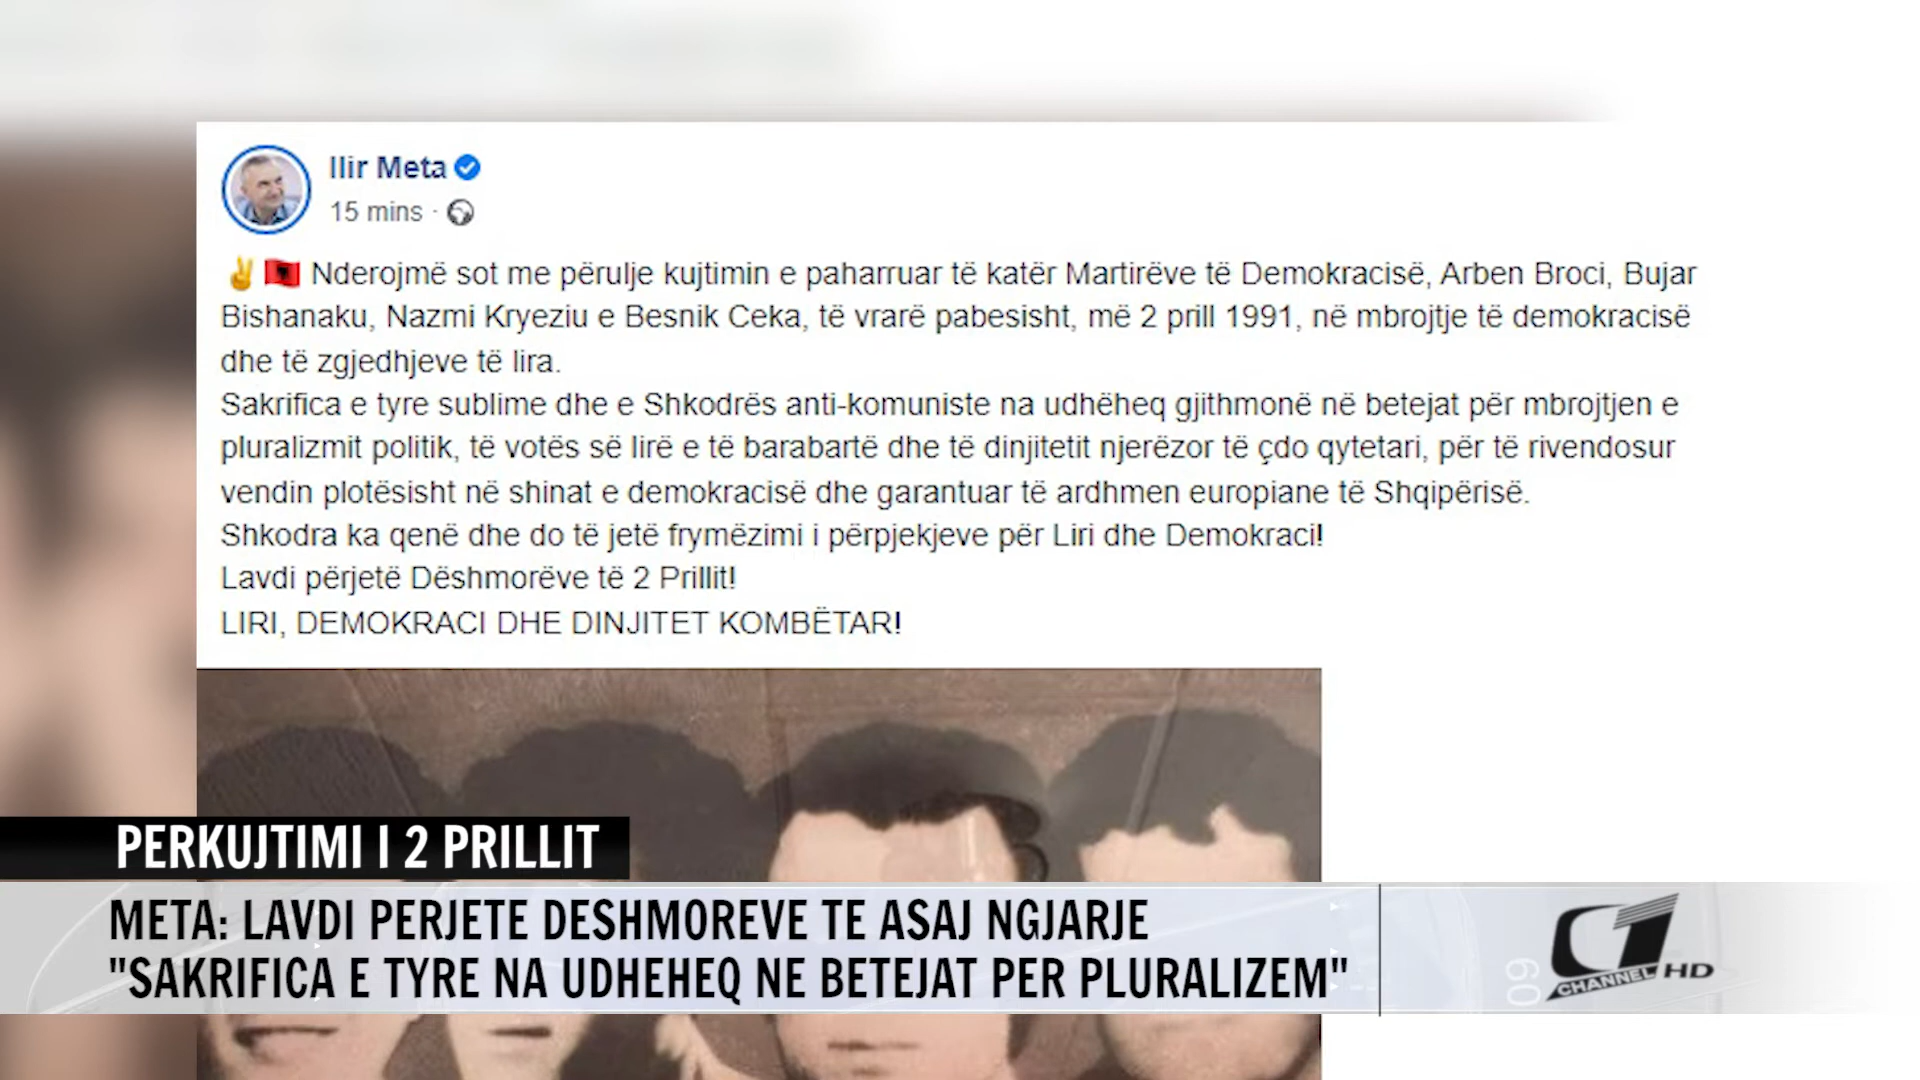 Ilir Meta
15 mins ·
✌🇦🇱 Nderojmë sot me përulje kujtimin e paharruar të katër Martirëve të Demokracisë, Arben Broci, Bujar
Bishanaku, Nazmi Kryeziu e Besnik Ceka, të vrarë pabesisht, më 2 prill 1991, në mbrojtje të demokracisë
dhe të zgjedhjeve të lira.
Sakrifica e tyre sublime dhe e Shkodrës anti-komuniste na udhëheq gjithmonë në betejat për mbrojtjen e
pluralizmit politik, të votës së lirë e të barabartë dhe të dinjitetit njerëzor të çdo qytetari, për të rivendosur
vendin plotësisht në shinat e demokracisë dhe garantuar të ardhmen europiane të Shqipërisë.
Shkodra ka qenë dhe do të jetë frymëzimi i përpjekjeve për Liri dhe Demokraci!
Lavdi përjetë Dëshmorëve të 2 Prillit!
LIRI, DEMOKRACI DHE DINJITET KOMBËTAR!
PERKUJTIMI I 2 PRILLIT
META: LAVDI PERJETE DESHMOREVE TE ASAJ NGJARJE
"SAKRIFICA E TYRE NA UDHEHEQ NE BETEJAT PER PLURALIZEM"
09
CHANNEL 1 HD